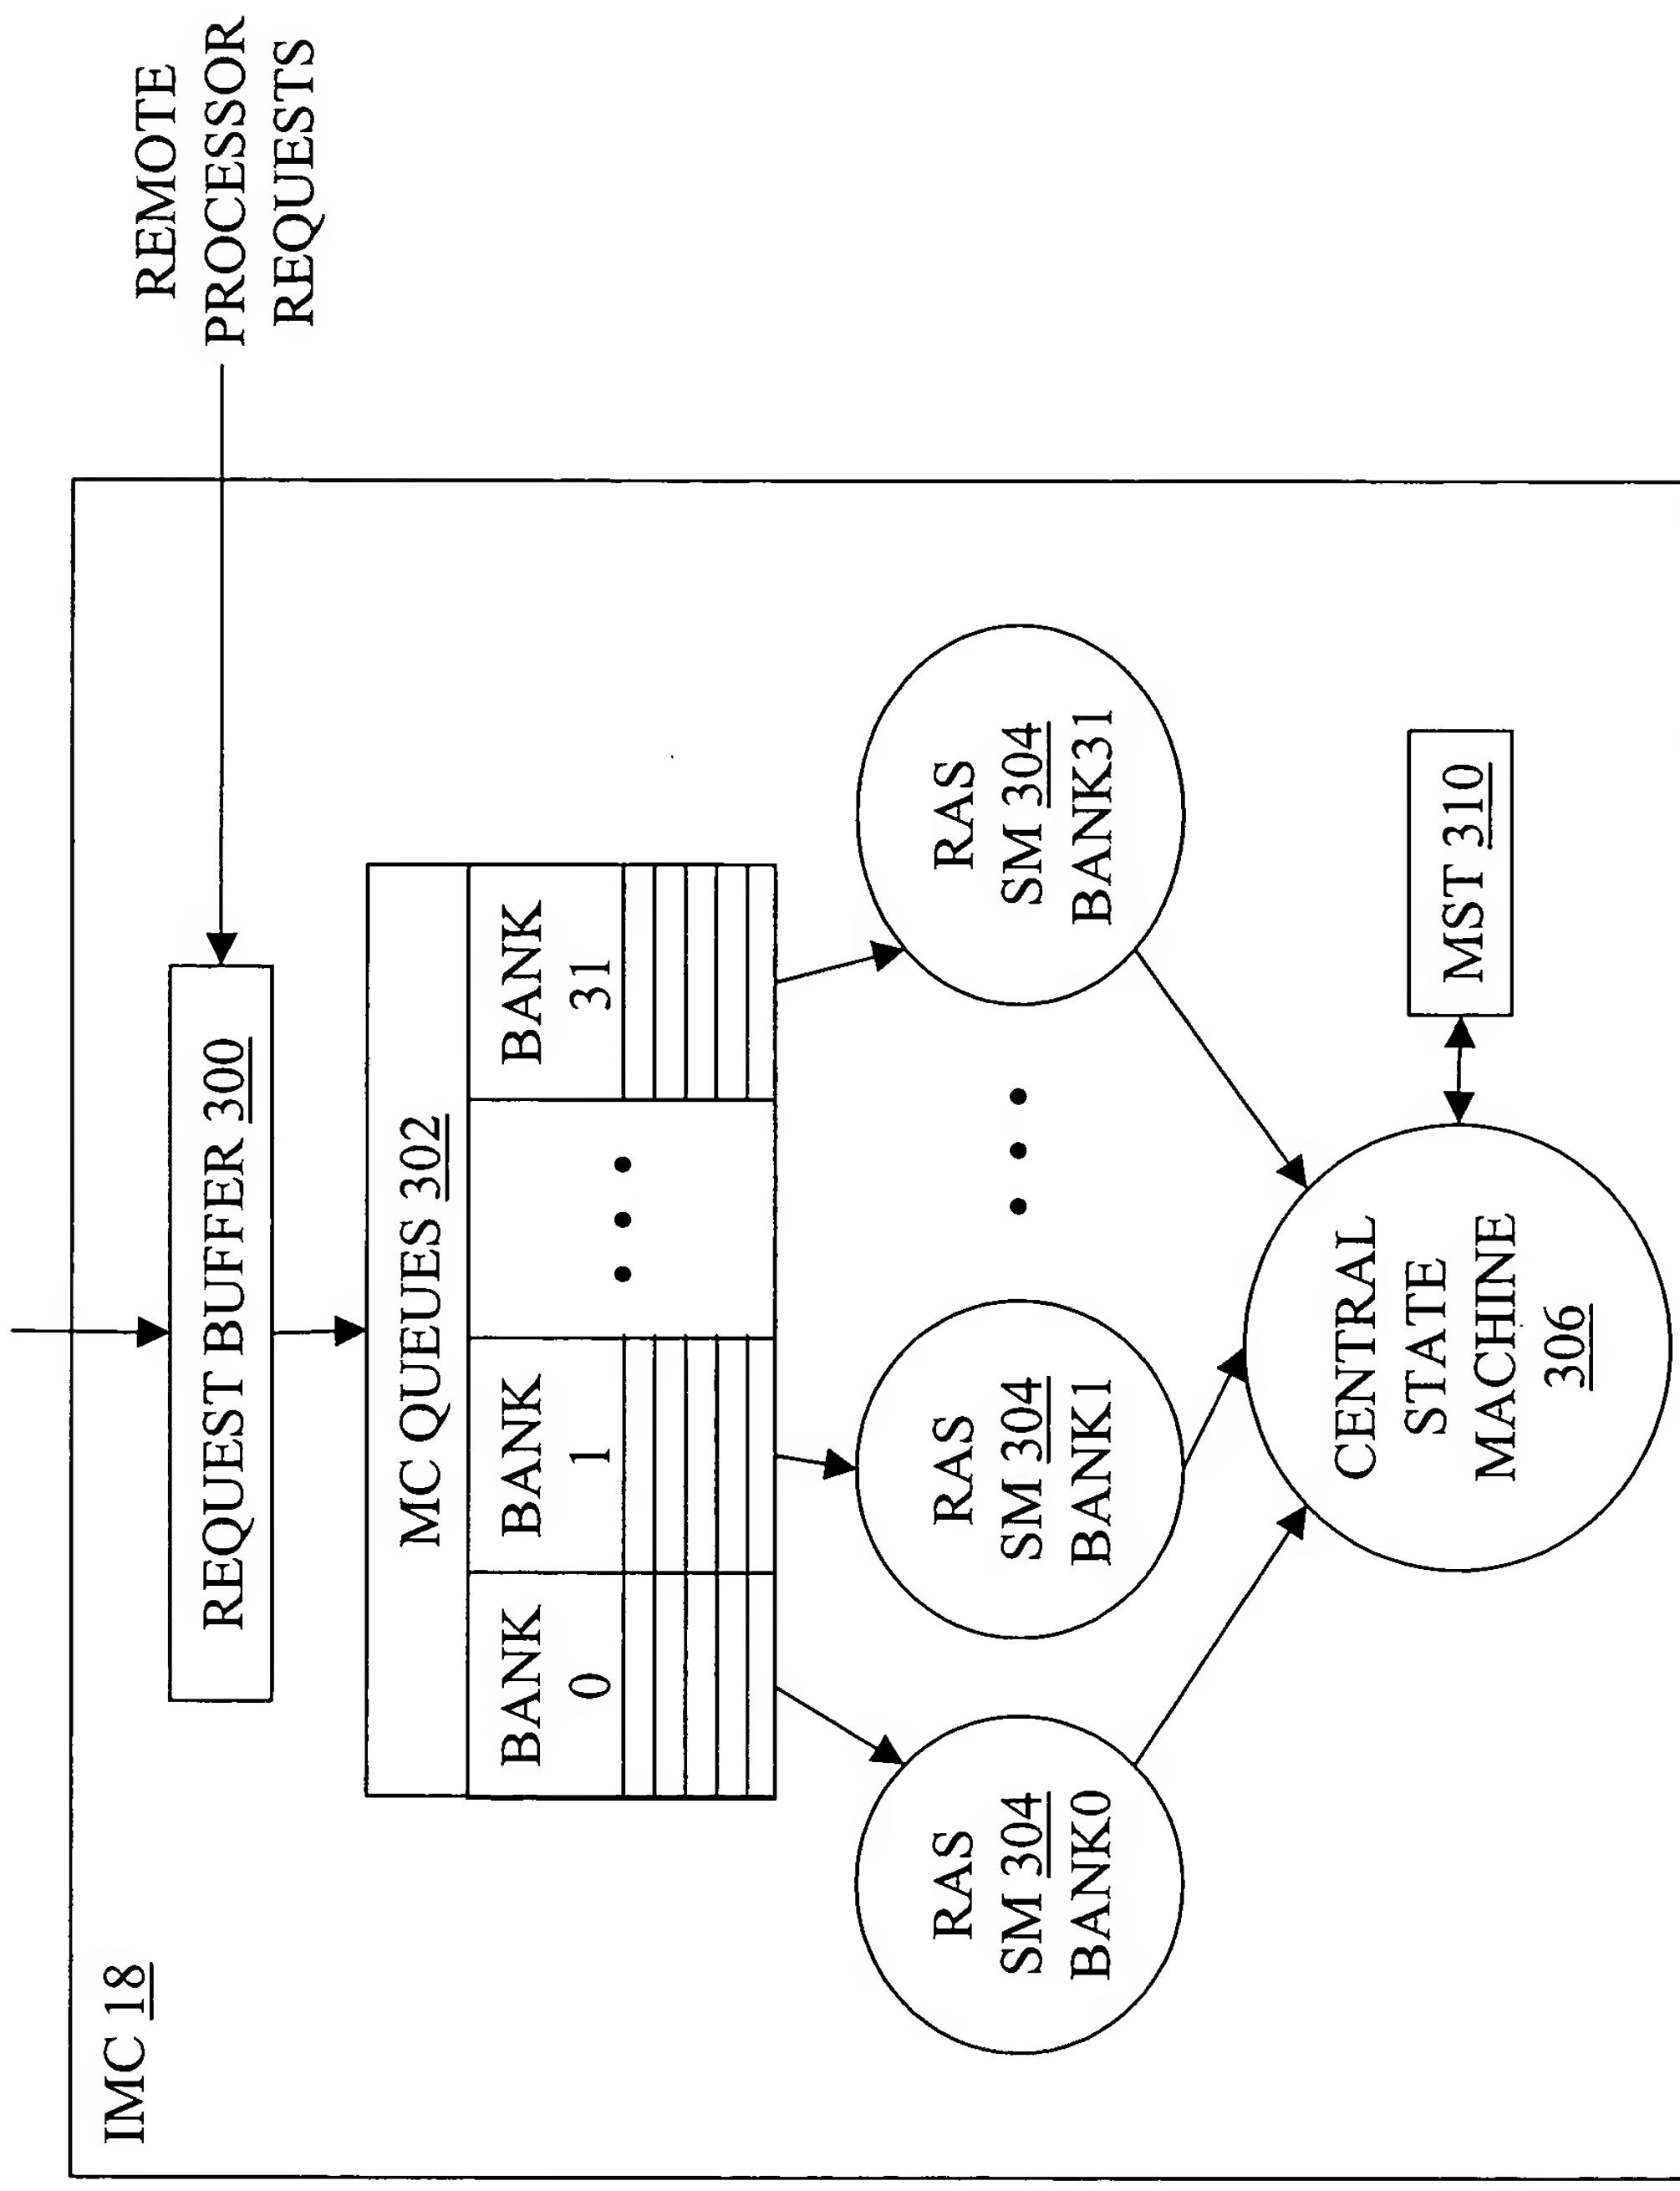 REMOTE
PROCESSOR
REQUESTS
IMC 18
REQUEST BUFFER 300
MC QUEUES 302
BANK
0
BANK
1
BANK
31
RAS
SM 304
BANK0
RAS
SM 304
BANK1
RAS
SM 304
BANK31
CENTRAL
STATE
MACHINE
306
MST 310